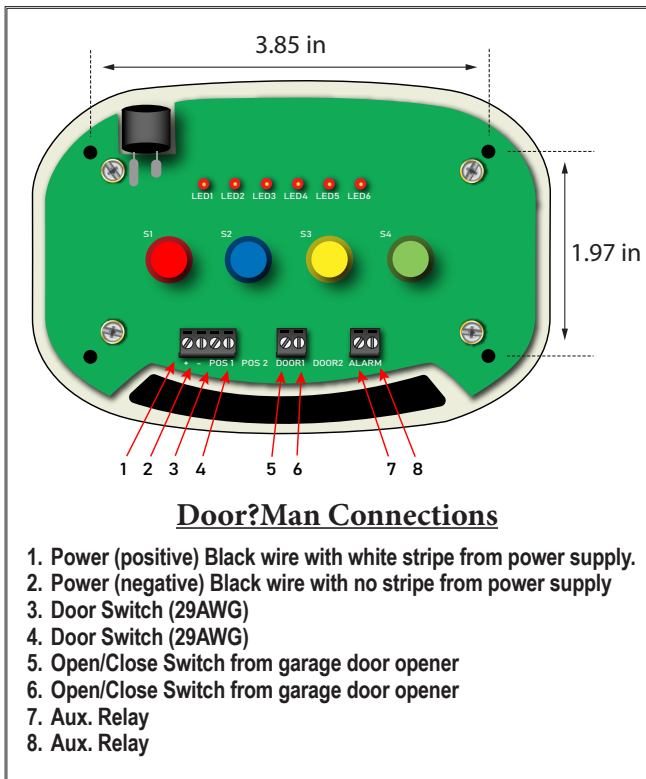 3.85 in
1.97 in
LED1 LED2 LED3 LED4 LED5 LED6
S1 S2 S3 S4
+ - POS 1 POS 2 DOOR1 DOOR2 ALARM
1 2 3 4 5 6 7 8
Door?Man Connections
1. Power (positive) Black wire with white stripe from power supply.
2. Power (negative) Black wire with no stripe from power supply
3. Door Switch (29AWG)
4. Door Switch (29AWG)
5. Open/Close Switch from garage door opener
6. Open/Close Switch from garage door opener
7. Aux. Relay
8. Aux. Relay